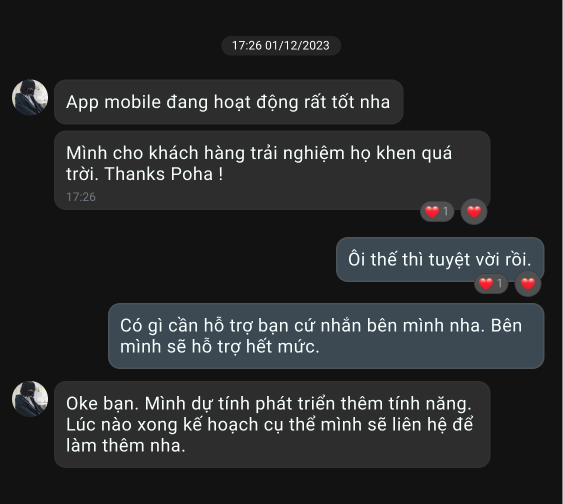 17:26 01/12/2023
App mobile đang hoạt động rất tốt nha
Mình cho khách hàng trải nghiệm họ khen quá
trời. Thanks Poha !
17:26
1
Ôi thế thì tuyệt vời rồi.
1
Có gì cần hỗ trợ bạn cứ nhắn bên mình nha. Bên
mình sẽ hỗ trợ hết mức.
Oke bạn. Mình dự tính phát triển thêm tính năng.
Lúc nào xong kế hoạch cụ thể mình sẽ liên hệ để
làm thêm nha.